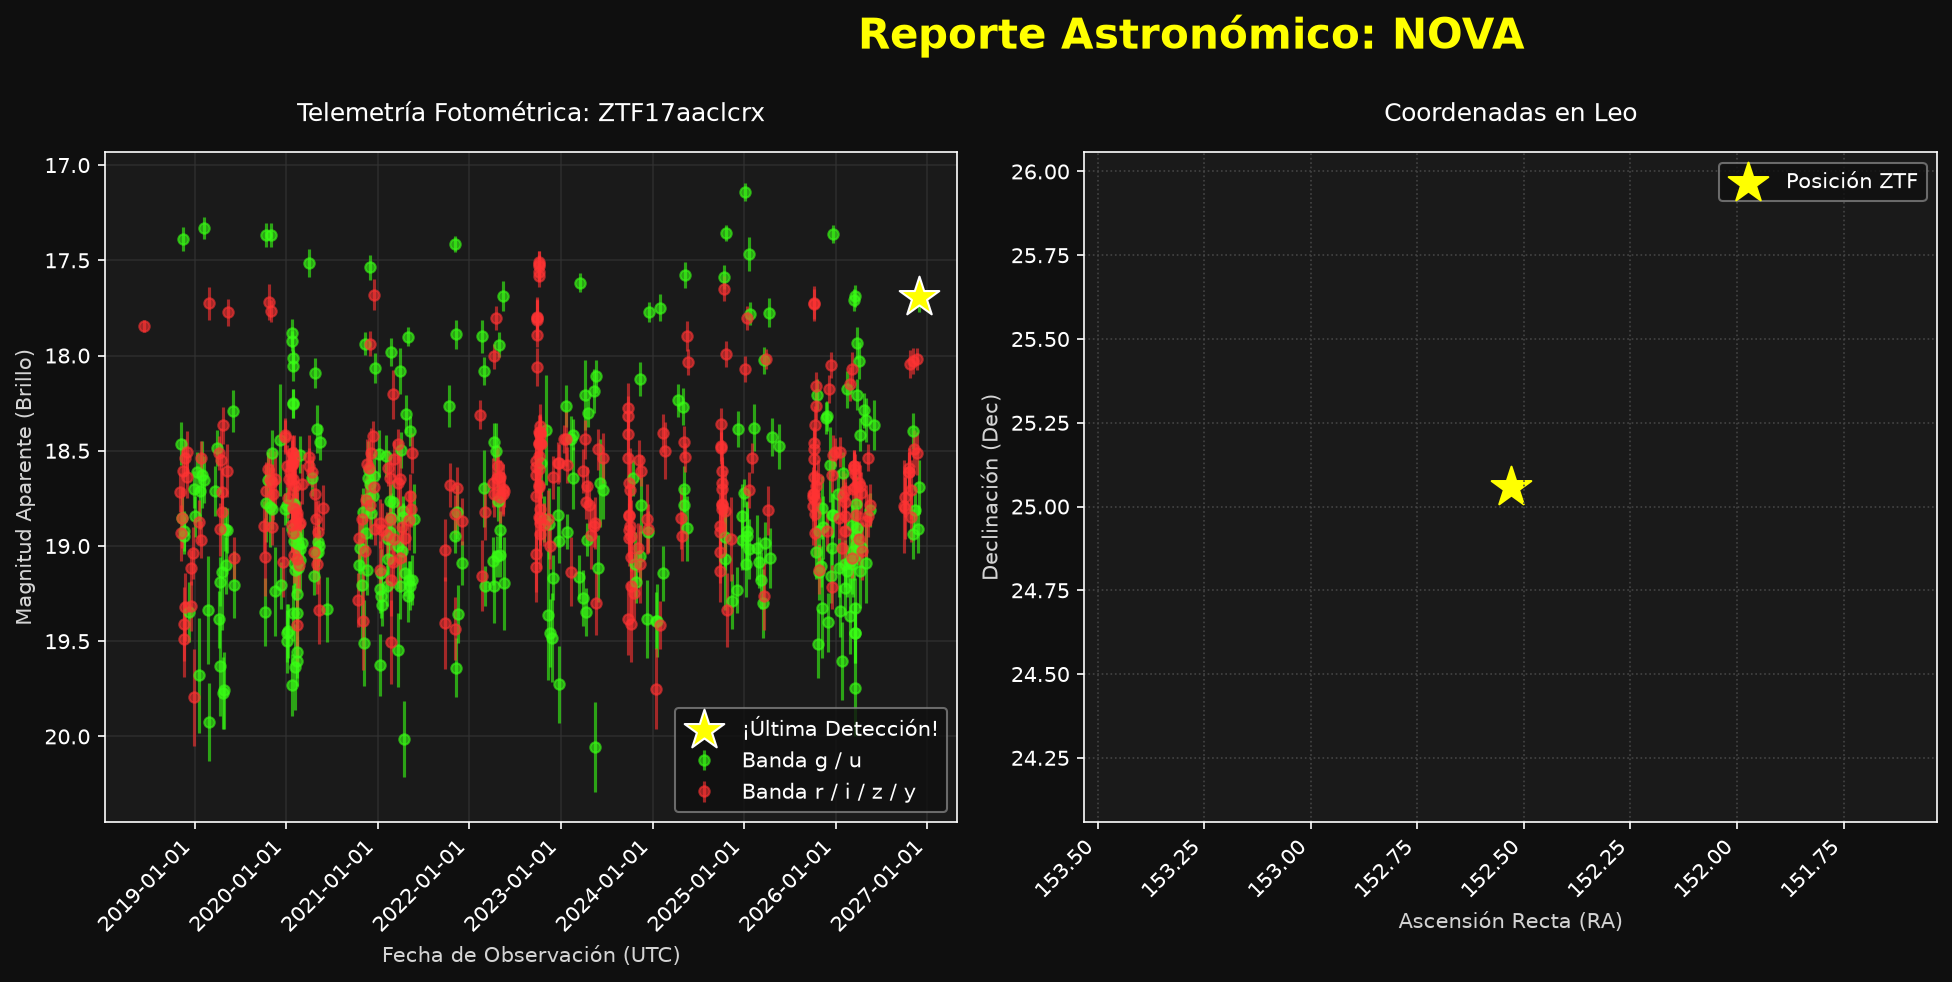 Reporte Astronómico: NOVA
Telemetría Fotométrica: ZTF17aaclcrx
Magnitud Aparente (Brillo)
17.0
17.5
18.0
18.5
19.0
19.5
20.0
¡Última Detección!
Banda g / u
Banda r / i / z / y
2019-01-01
2020-01-01
2021-01-01
2022-01-01
2023-01-01
2024-01-01
2025-01-01
2026-01-01
2027-01-01
Fecha de Observación (UTC)
Coordenadas en Leo
Declinación (Dec)
26.00
25.75
25.50
25.25
25.00
24.75
24.50
24.25
Posición ZTF
153.50
153.25
153.00
152.75
152.50
152.25
152.00
151.75
Ascensión Recta (RA)